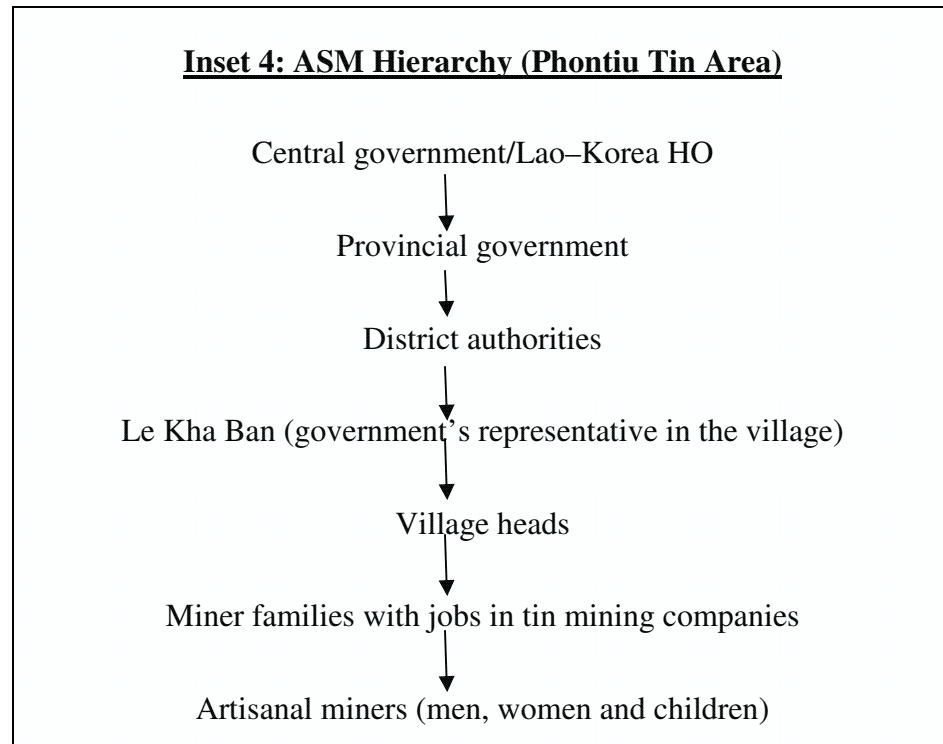 Inset 4: ASM Hierarchy (Phontiu Tin Area)
Central government/Lao–Korea HO
Provincial government
District authorities
Le Kha Ban (government’s representative in the village)
Village heads
Miner families with jobs in tin mining companies
Artisanal miners (men, women and children)